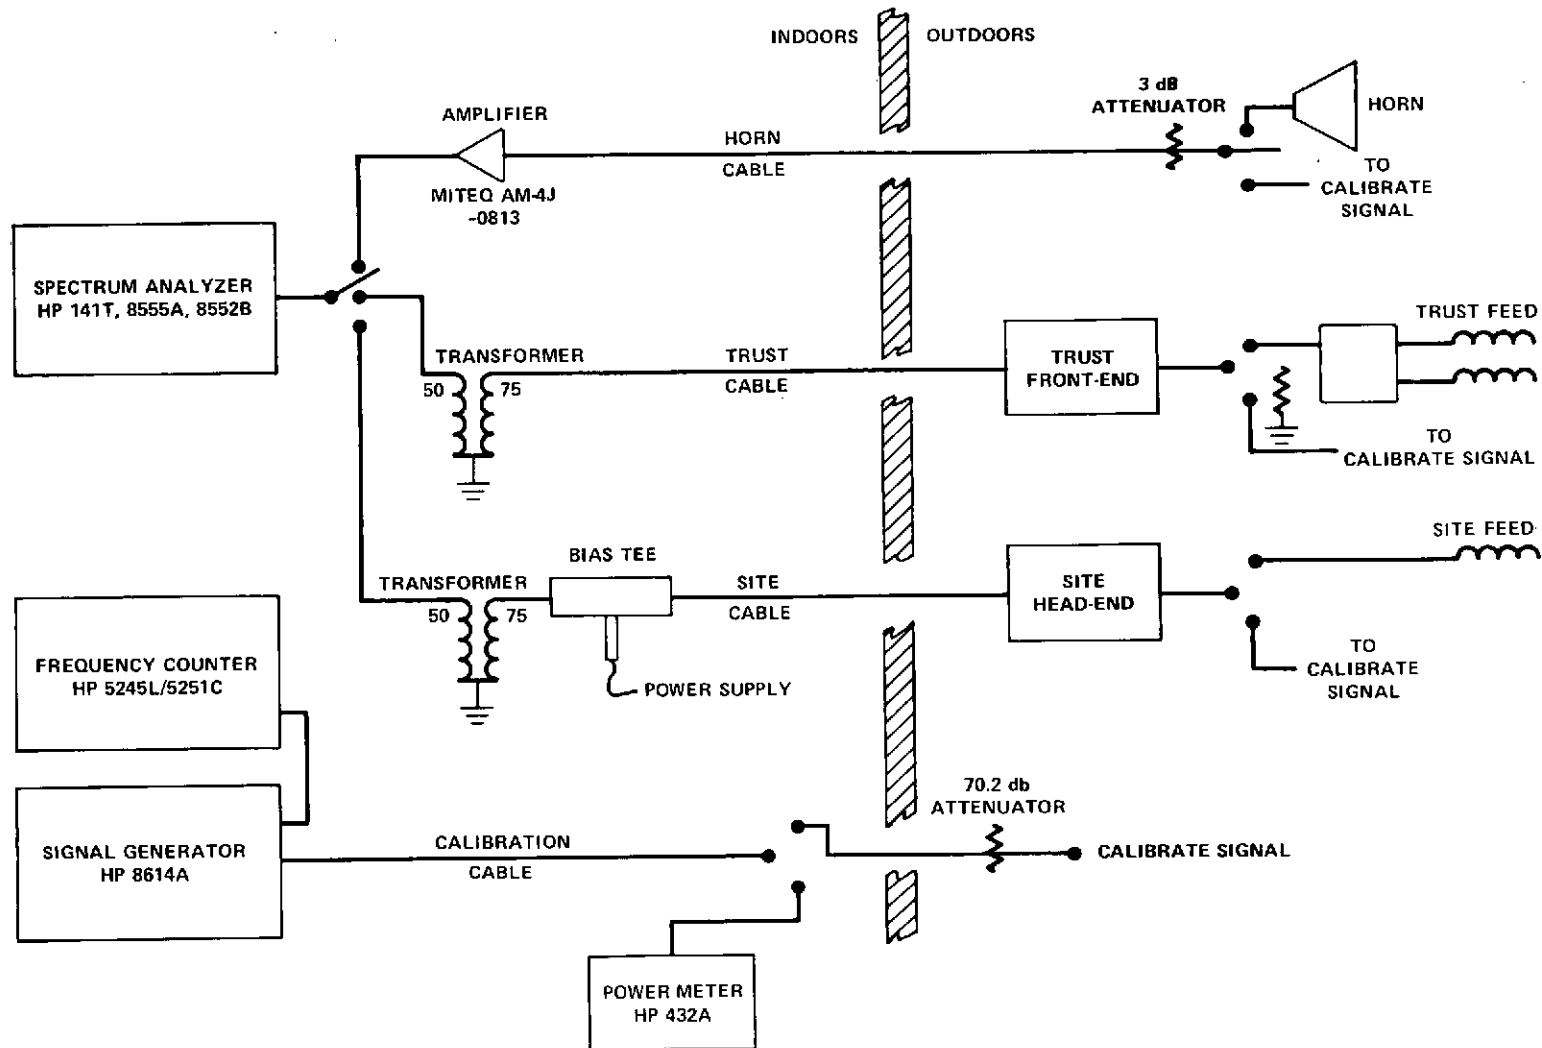 INDOORS
OUTDOORS
3 dB
ATTENUATOR
HORN
AMPLIFIER
HORN
CABLE
TO
CALIBRATE
SIGNAL
MITEQ AM-4J
-0813
SPECTRUM ANALYZER
HP 141T, 8555A, 8552B
TRANSFORMER
50
75
TRUST
CABLE
TRUST
FRONT-END
TRUST FEED
TO
CALIBRATE SIGNAL
BIAS TEE
TRANSFORMER
50
75
SITE
CABLE
SITE
HEAD-END
SITE FEED
TO
CALIBRATE
SIGNAL
POWER SUPPLY
FREQUENCY COUNTER
HP 5245L/5251C
SIGNAL GENERATOR
HP 8614A
CALIBRATION
CABLE
70.2 db
ATTENUATOR
CALIBRATE SIGNAL
POWER METER
HP 432A